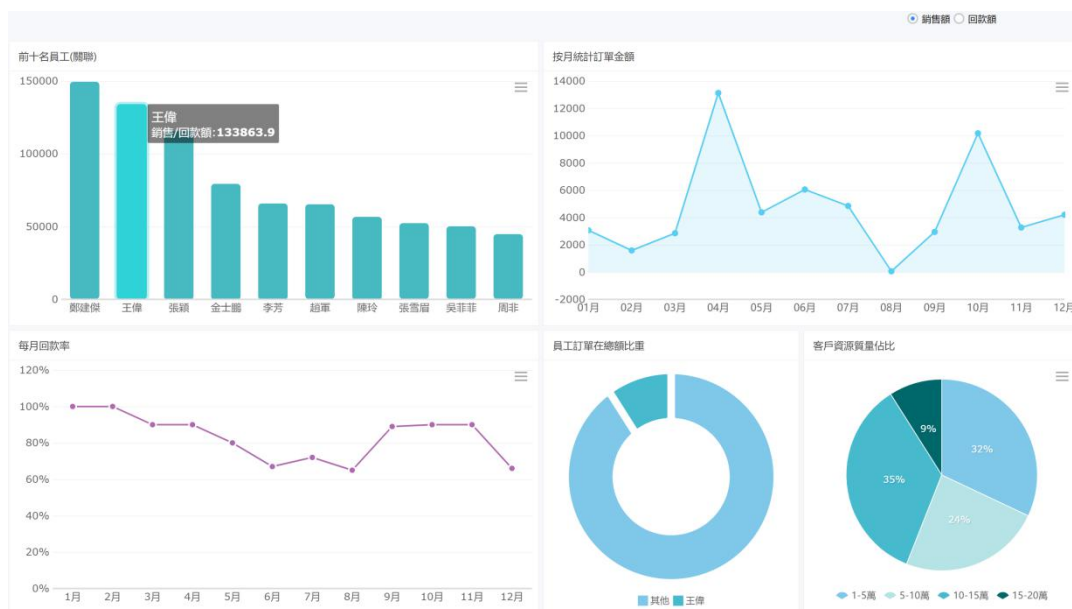 銷售額 回款額
前十名員工(關聯)
150000
100000
50000
0
王偉
銷售/回款額:133863.9
鄭建傑 王偉 張穎 金士鵬 李芳 趙軍 陳玲 張雪眉 吳菲菲 周非
按月統計訂單金額
14000
12000
10000
8000
6000
4000
2000
0
-2000
01月 02月 03月 04月 05月 06月 07月 08月 09月 10月 11月 12月
每月回款率
120%
100%
80%
60%
40%
20%
0%
1月 2月 3月 4月 5月 6月 7月 8月 9月 10月 11月 12月
員工訂單在總額比重
其他 王偉
客戶資源質量佔比
9%
32%
35%
24%
1-5萬 5-10萬 10-15萬 15-20萬